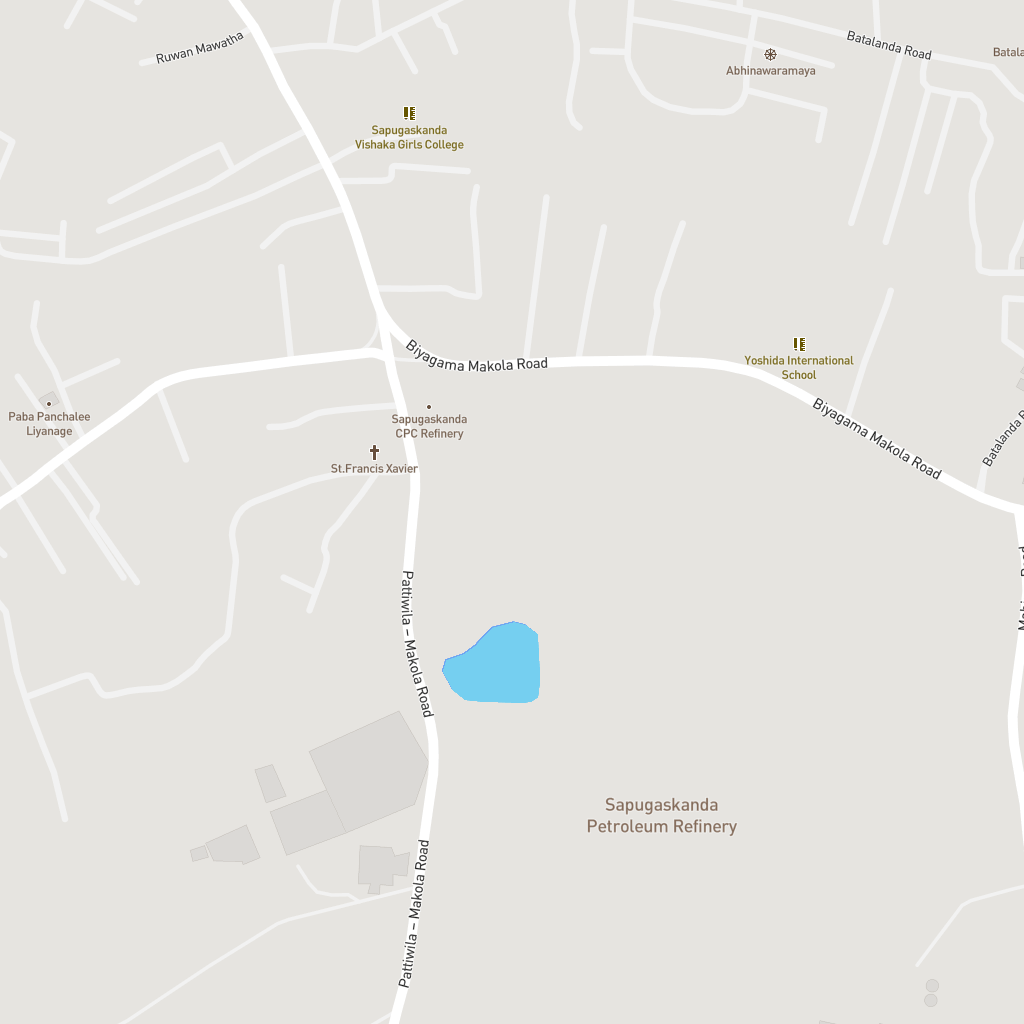 Ruwan Mawatha
Batalanda Road
Abhinawaramaya
Sapugaskanda
Vishaka Girls College
Biyagama Makola Road
Yoshida International
School
Biyagama Makola Road
Paba Panchalee
Liyanage
Sapugaskanda
CPC Refinery
St.Francis Xavier
Pattiwila – Makola Road
Sapugaskanda
Petroleum Refinery
Pattiwila – Makola Road